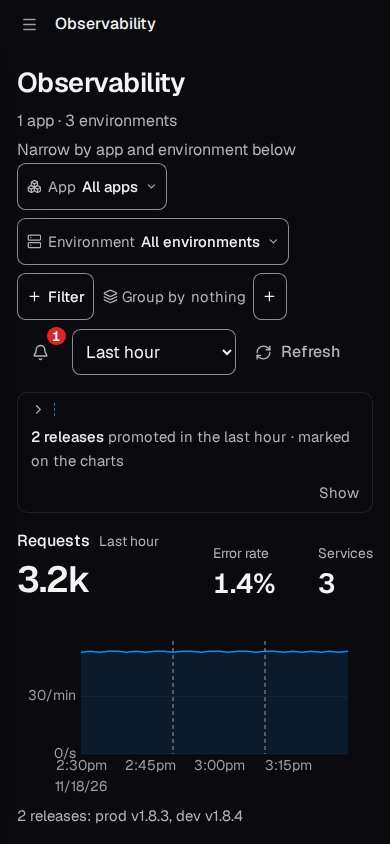 Observability
Observability
1 app · 3 environments
Narrow by app and environment below
App All apps
Environment All environments
+ Filter Group by nothing +
1
Last hour Refresh
2 releases promoted in the last hour · marked
on the charts
Show
Requests Last hour
Error rate Services
3.2k 1.4% 3
30/min
0/s
2:30pm 2:45pm 3:00pm 3:15pm
11/18/26
2 releases: prod v1.8.3, dev v1.8.4